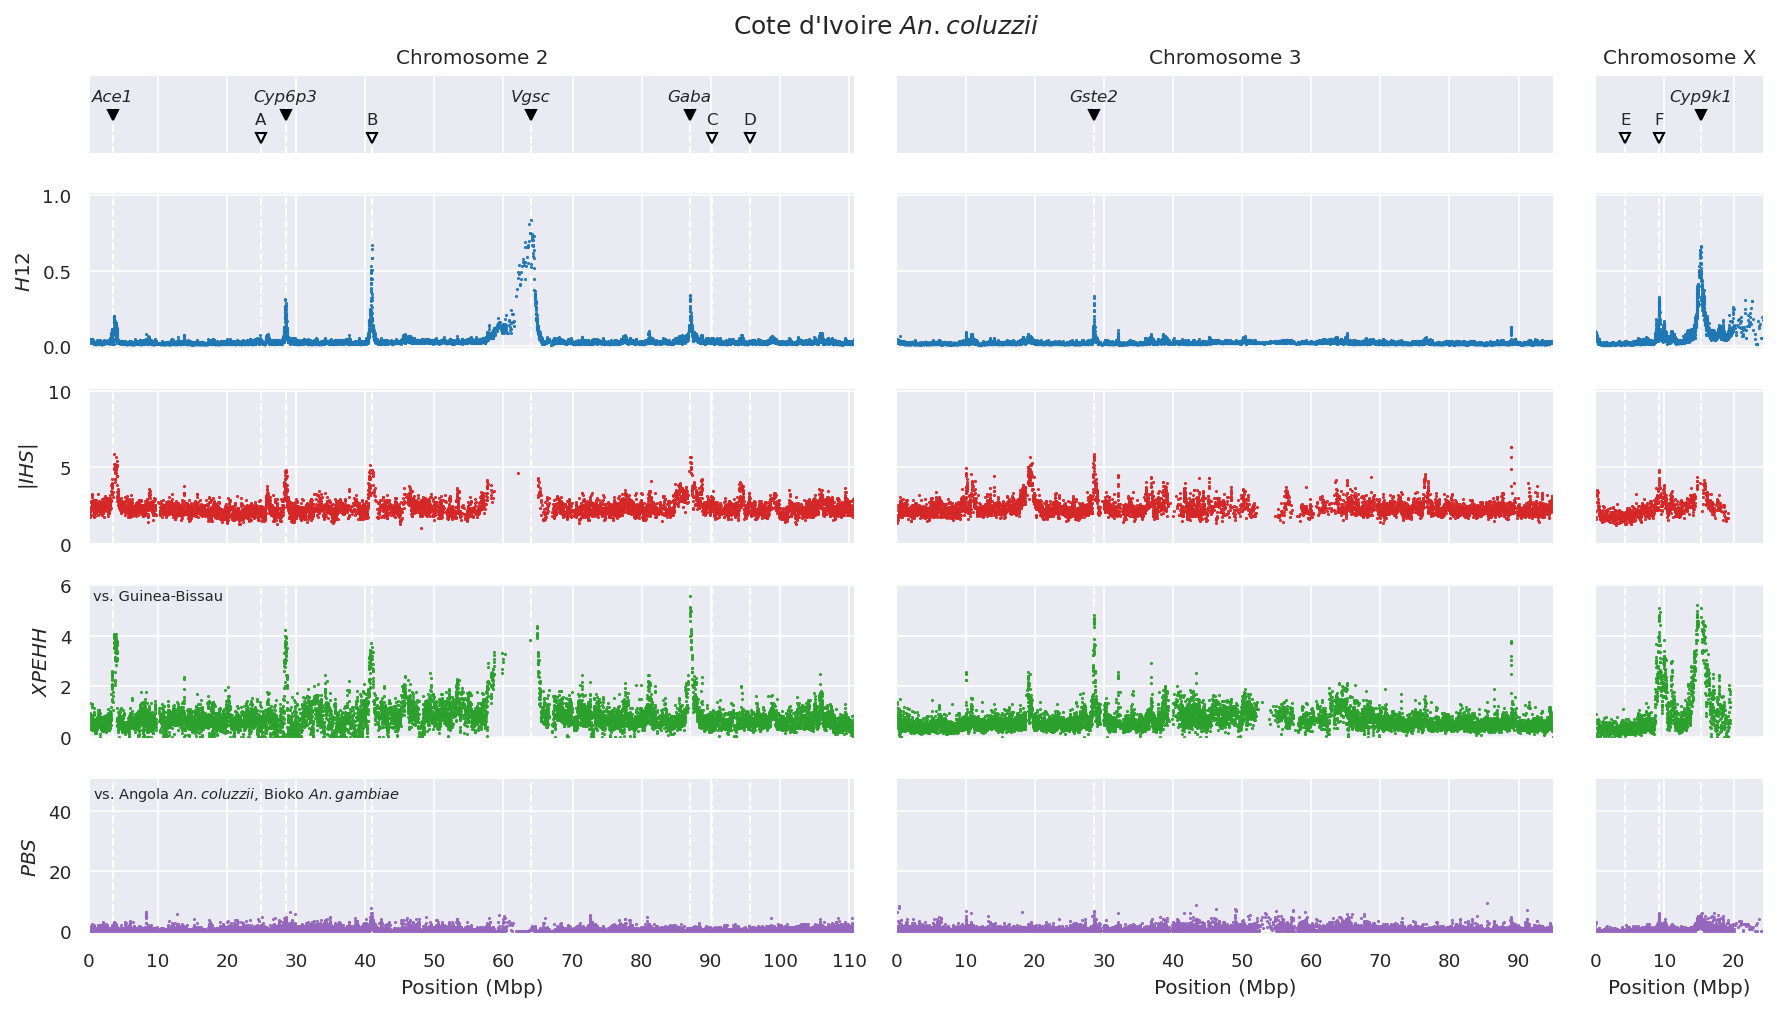 Cote d'Ivoire An. coluzzii
Chromosome 2 Chromosome 3 Chromosome X
Ace1 Cyp6p3 Vgsc Gaba Gste2 Cyp9k1
A B C D E F
1.0
0.5
0.0
H12
10
5
0
|IHS|
6
4
2
0
XPEHH
vs. Guinea-Bissau
40
20
0
PBS
vs. Angola An. coluzzii, Bioko An. gambiae
0 10 20 30 40 50 60 70 80 90 100 110 0 10 20 30 40 50 60 70 80 90 0 10 20
Position (Mbp) Position (Mbp) Position (Mbp)